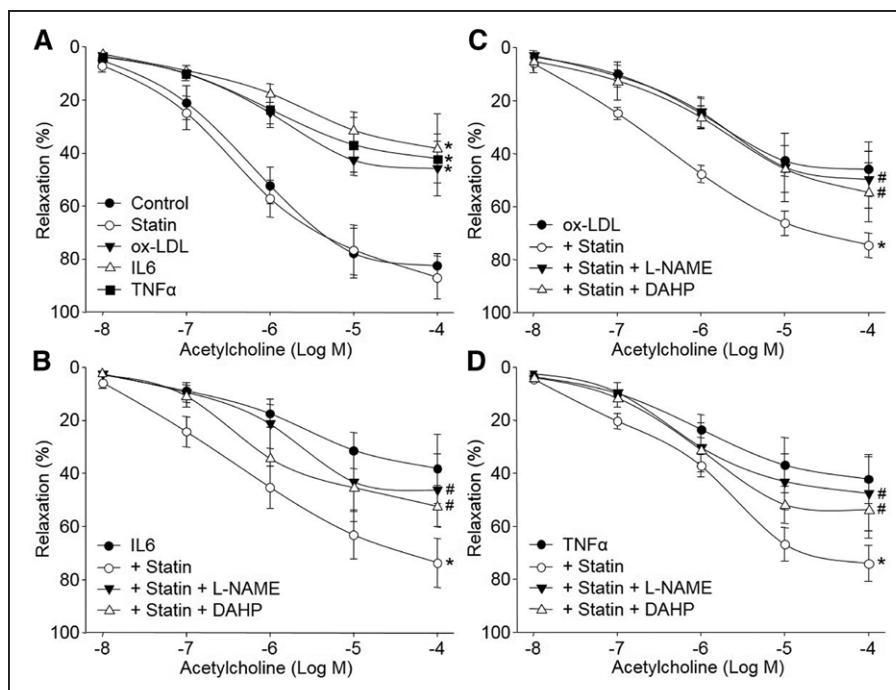 A
0
20
40
60
80
100
Relaxation (%)
Control
Statin
ox-LDL
IL6
TNFα
*
*
*
-8 -7 -6 -5 -4
Acetylcholine (Log M)
C
0
20
40
60
80
100
Relaxation (%)
ox-LDL
+ Statin
+ Statin + L-NAME
+ Statin + DAHP
#
#
*
-8 -7 -6 -5 -4
Acetylcholine (Log M)
B
0
20
40
60
80
100
Relaxation (%)
IL6
+ Statin
+ Statin + L-NAME
+ Statin + DAHP
#
#
*
-8 -7 -6 -5 -4
Acetylcholine (Log M)
D
0
20
40
60
80
100
Relaxation (%)
TNFα
+ Statin
+ Statin + L-NAME
+ Statin + DAHP
#
#
*
-8 -7 -6 -5 -4
Acetylcholine (Log M)